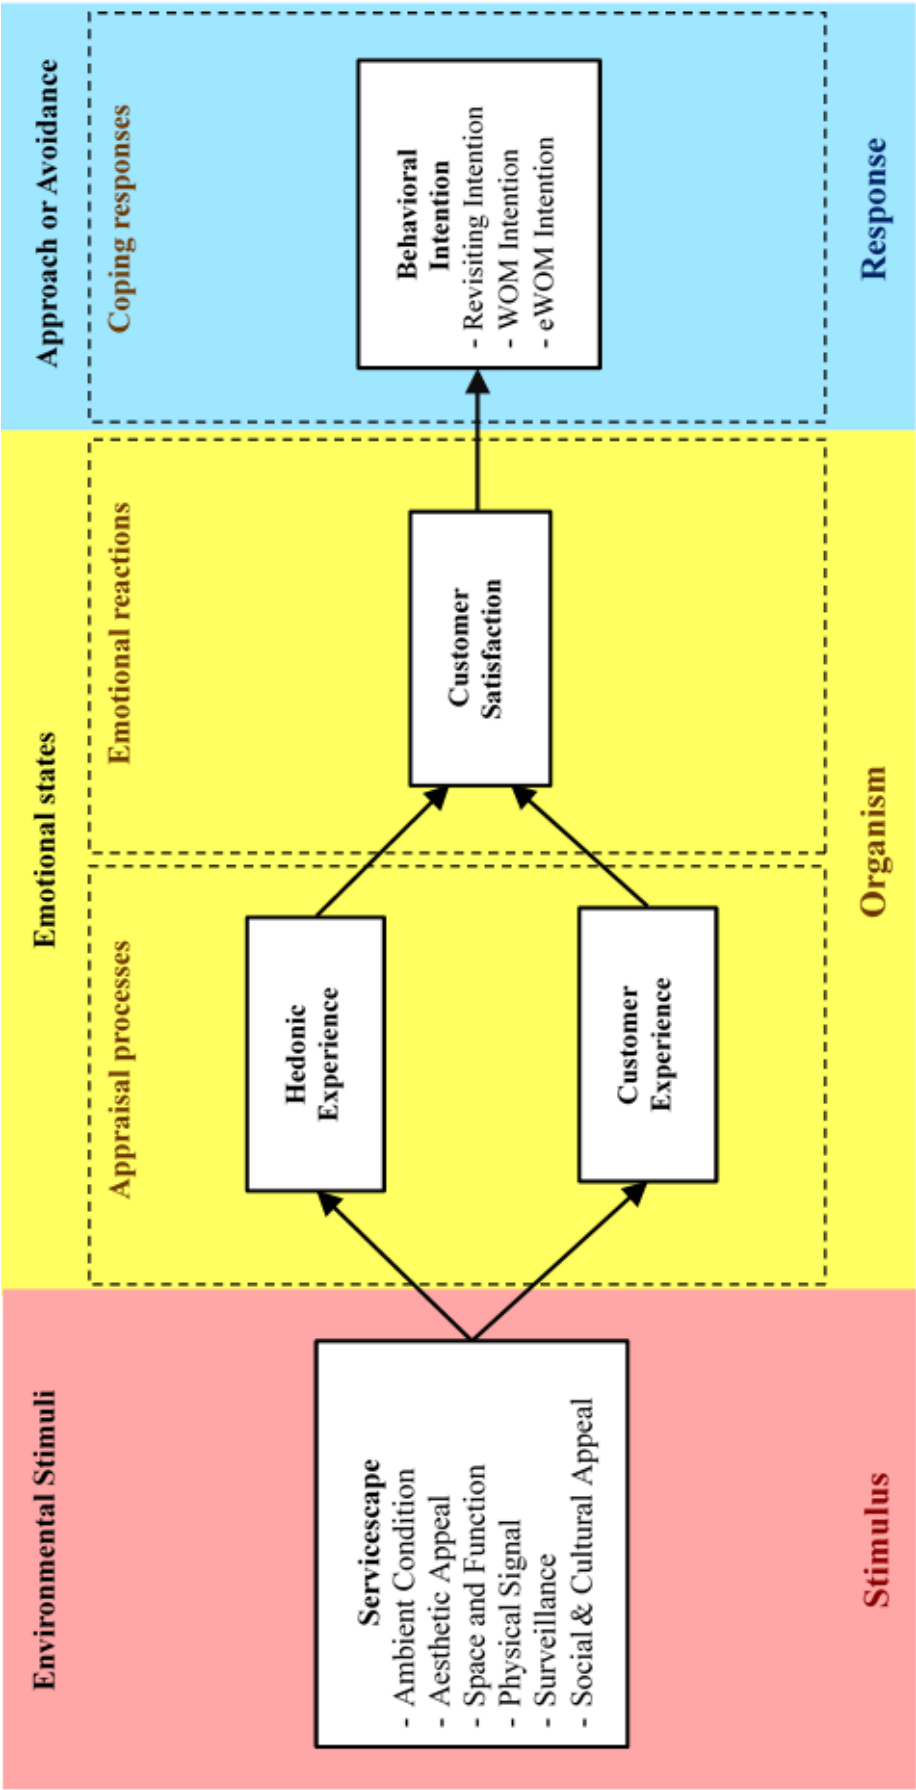 Environmental Stimuli
Emotional states
Approach or Avoidance
Appraisal processes
Emotional reactions
Coping responses
Servicescape
- Ambient Condition
- Aesthetic Appeal
- Space and Function
- Physical Signal
- Surveillance
- Social & Cultural Appeal
Hedonic
Experience
Customer
Experience
Customer
Satisfaction
Behavioral
Intention
- Revisiting Intention
- WOM Intention
- eWOM Intention
Stimulus
Organism
Response